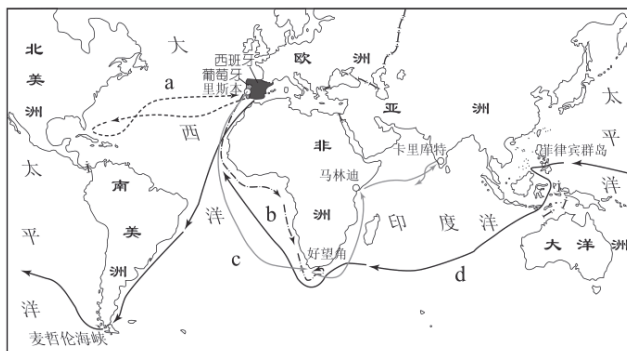 北美洲
大西洋
西班牙
葡萄牙
里斯本
欧洲
亚洲
太平洋
a
非洲
卡里库特
菲律宾群岛
马林迪
太平洋
南美洲
b
印度洋
好望角
大洋洲
c
d
麦哲伦海峡